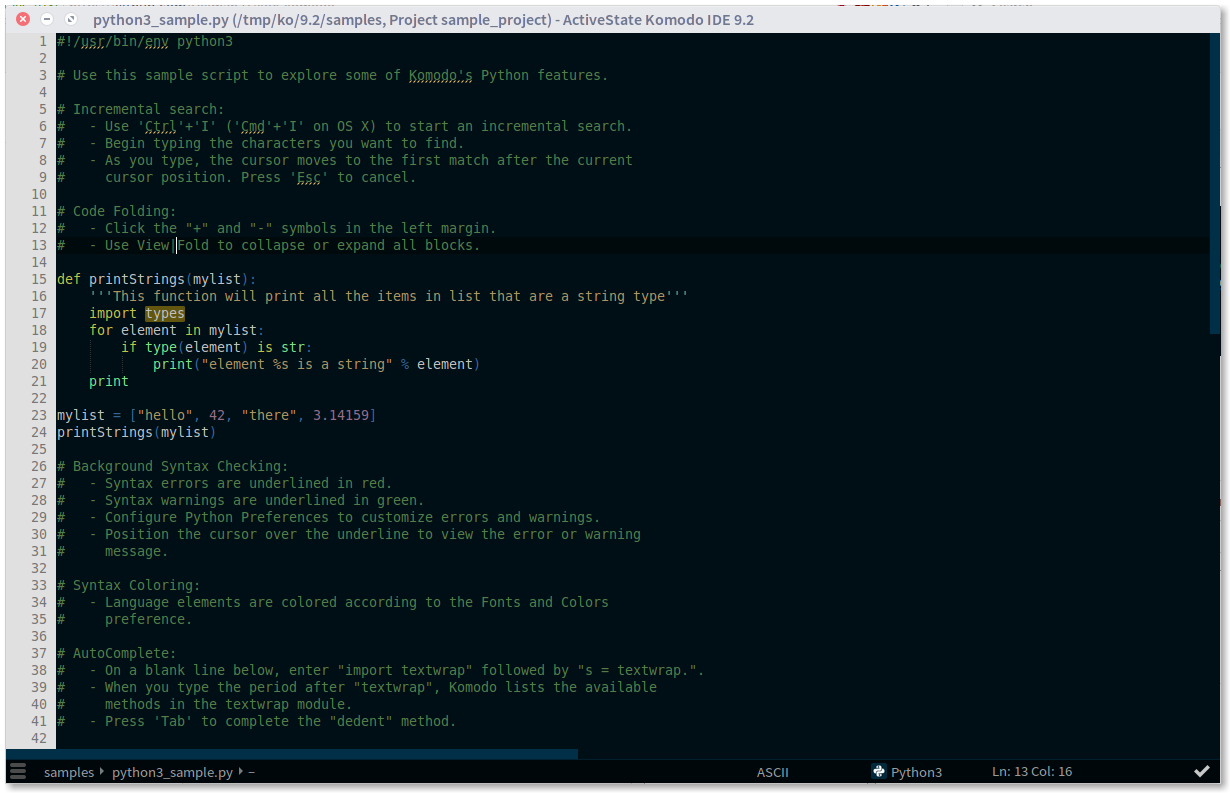 python3_sample.py (/tmp/ko/9.2/samples, Project sample_project) - ActiveState Komodo IDE 9.2
1 #!/usr/bin/env python3
2
3 # Use this sample script to explore some of Komodo's Python features.
4
5 # Incremental search:
6 #   - Use 'Ctrl'+'I' ('Cmd'+'I' on OS X) to start an incremental search.
7 #   - Begin typing the characters you want to find.
8 #   - As you type, the cursor moves to the first match after the current
9 #     cursor position. Press 'Esc' to cancel.
10
11 # Code Folding:
12 #   - Click the "+" and "-" symbols in the left margin.
13 #   - Use View|Fold to collapse or expand all blocks.
14
15 def printStrings(mylist):
16     '''This function will print all the items in list that are a string type'''
17     import types
18     for element in mylist:
19         if type(element) is str:
20             print("element %s is a string" % element)
21     print
22
23 mylist = ["hello", 42, "there", 3.14159]
24 printStrings(mylist)
25
26 # Background Syntax Checking:
27 #   - Syntax errors are underlined in red.
28 #   - Syntax warnings are underlined in green.
29 #   - Configure Python Preferences to customize errors and warnings.
30 #   - Position the cursor over the underline to view the error or warning
31 #     message.
32
33 # Syntax Coloring:
34 #   - Language elements are colored according to the Fonts and Colors
35 #     preference.
36
37 # AutoComplete:
38 #   - On a blank line below, enter "import textwrap" followed by "s = textwrap.".
39 #   - When you type the period after "textwrap", Komodo lists the available
40 #     methods in the textwrap module.
41 #   - Press 'Tab' to complete the "dedent" method.
42
samples python3_sample.py – ASCII Python3 Ln: 13 Col: 16